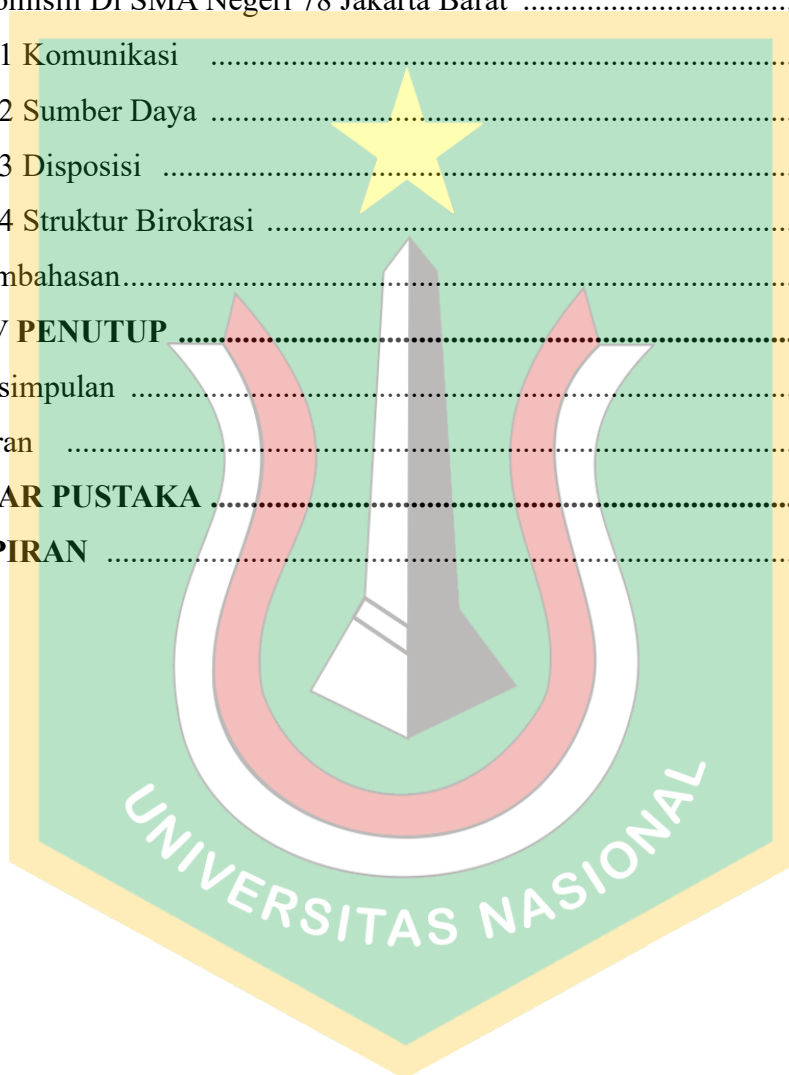 omisili Di SMA Negeri 78 Jakarta Barat ..................................
1 Komunikasi ..........................................................................
2 Sumber Daya ..........................................................................
3 Disposisi ................................................................................
4 Struktur Birokrasi ...................................................................
mbahasan.....................................................................................
V PENUTUP ...............................................................................
simpulan ....................................................................................
ran ............................................................................................
AR PUSTAKA ...........................................................................
PIRAN .......................................................................................
UNIVERSITAS NASIONAL